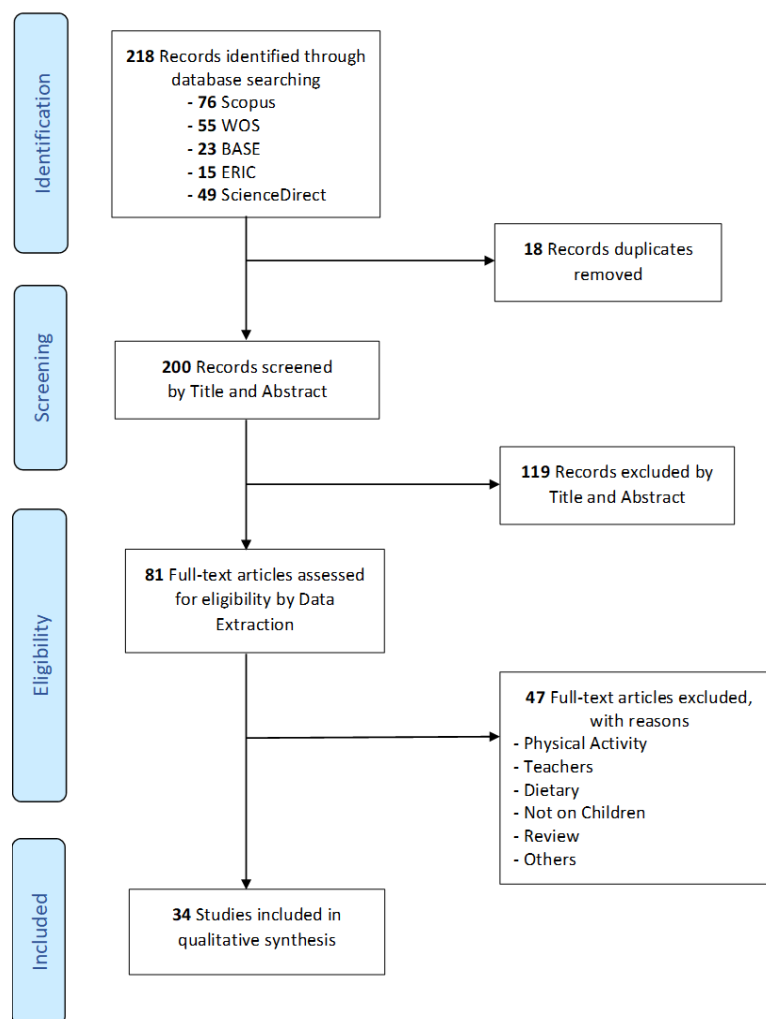 Identification
218 Records identified through
database searching
- 76 Scopus
- 55 WOS
- 23 BASE
- 15 ERIC
- 49 ScienceDirect
18 Records duplicates
removed
Screening
200 Records screened
by Title and Abstract
119 Records excluded by
Title and Abstract
Eligibility
81 Full-text articles assessed
for eligibility by Data
Extraction
47 Full-text articles excluded,
with reasons
- Physical Activity
- Teachers
- Dietary
- Not on Children
- Review
- Others
Included
34 Studies included in
qualitative synthesis